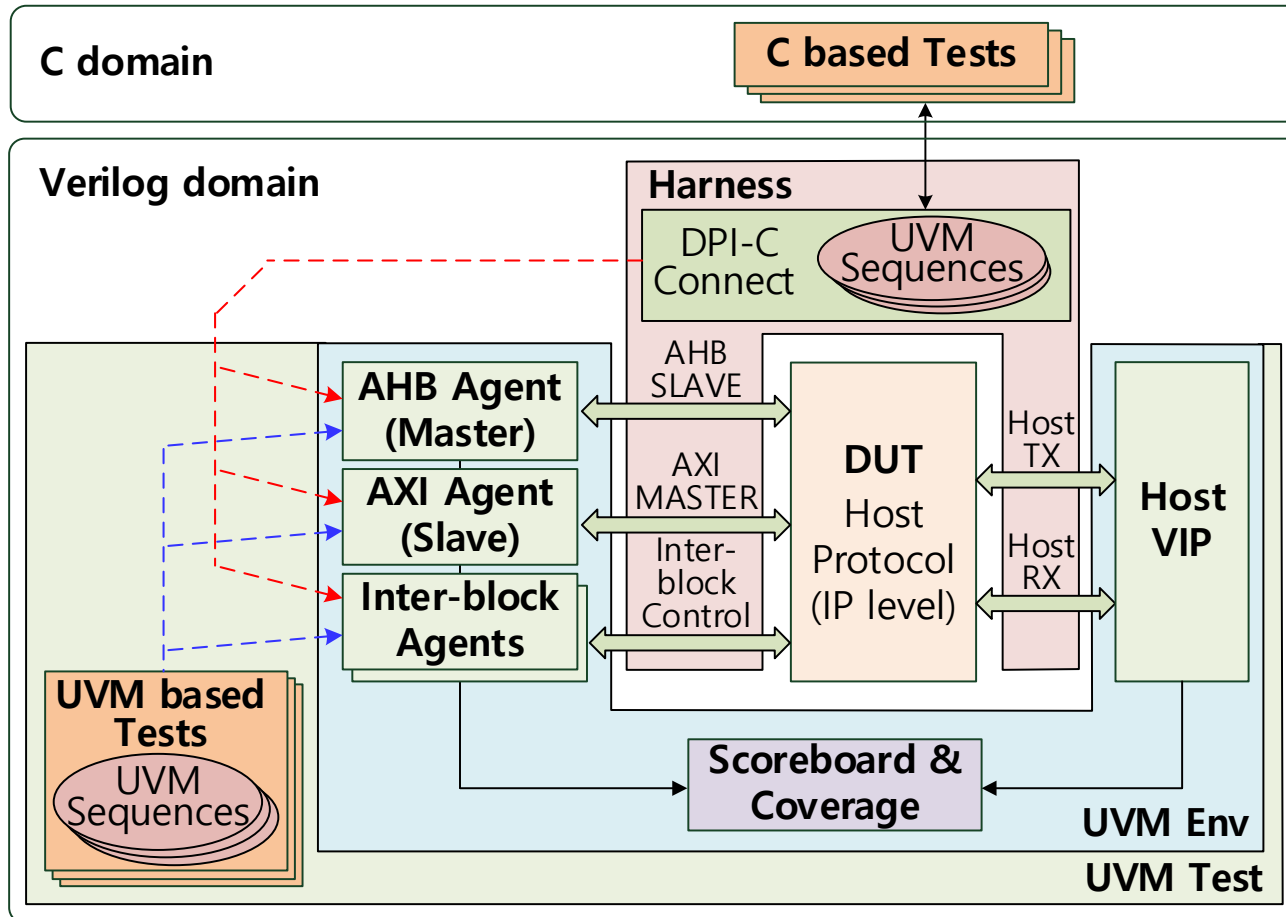 C domain
C based Tests
Verilog domain
Harness
DPI-C
Connect
UVM
Sequences
AHB
SLAVE
AHB Agent
(Master)
AXI
MASTER
AXI Agent
(Slave)
Inter-
block
Control
Inter-block
Agents
DUT
Host
Protocol
(IP level)
Host
TX
Host
RX
Host
VIP
UVM based
Tests
UVM
Sequences
Scoreboard &
Coverage
UVM Env
UVM Test